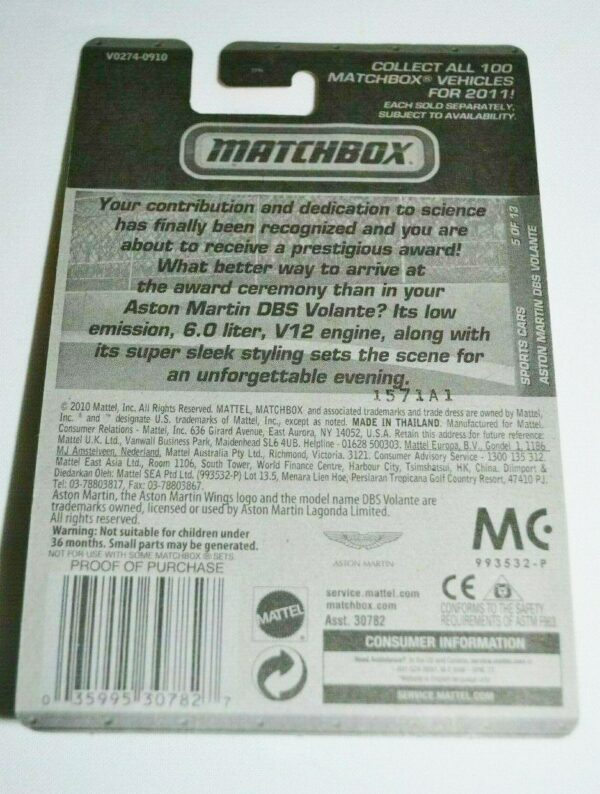 V0274-0910
COLLECT ALL 100
MATCHBOX® VEHICLES
FOR 2011!
EACH SOLD SEPARATELY,
SUBJECT TO AVAILABILITY.
MATCHBOX
Your contribution and dedication to science
has finally been recognized and you are
about to receive a prestigious award!
What better way to arrive at
the award ceremony than in your
Aston Martin DBS Volante? Its low
emission, 6.0 liter, V12 engine, along with
its super sleek styling sets the scene for
an unforgettable evening.
SPORTS CARS 5 OF 13
ASTON MARTIN DBS VOLANTE
1571A1
© 2010 Mattel, Inc. All Rights Reserved. MATTEL, MATCHBOX and associated trademarks and trade dress are owned by Mattel,
Inc. ® and ™ designate U.S. trademarks of Mattel, Inc., except as noted. MADE IN THAILAND. Manufactured for Mattel.
Consumer Relations - Mattel, Inc. 636 Girard Avenue, East Aurora, NY 14052, U.S.A. Retain this address for future reference:
Mattel U.K. Ltd., Vanwall Business Park, Maidenhead SL6 4UB. Helpline - 01628 500303. Mattel Europa, B.V., Gondel 1, 1186
MJ Amstelveen, Nederland. Mattel Australia Pty Ltd., Richmond, Victoria. 3121. Consumer Advisory Service - 1300 135 312.
Mattel East Asia Ltd., Room 1106, South Tower, World Finance Centre, Harbour City, Tsimshatsui, HK, China. Diimport &
Diedarkan Oleh: Mattel SEA Ptd Ltd. (993532-P) Lot 13.5, Menara Lien Hoe, Persiaran Tropicana Golf Country Resort, 47410 PJ.
Tel: 03-78803817, Fax: 03-78803867.
Aston Martin, the Aston Martin Wings logo and the model name DBS Volante are
trademarks owned, licensed or used by Aston Martin Lagonda Limited.
All rights reserved.
Warning: Not suitable for children under
36 months. Small parts may be generated.
NOT FOR USE WITH SOME MATCHBOX® SETS.
PROOF OF PURCHASE
ASTON MARTIN
MC
993532-P
service.mattel.com
matchbox.com
Asst. 30782
MATTEL
CE
CONFORMS TO THE SAFETY
REQUIREMENTS OF ASTM F963
CONSUMER INFORMATION
SERVICE.MATTEL.COM
0 35995 30782 7